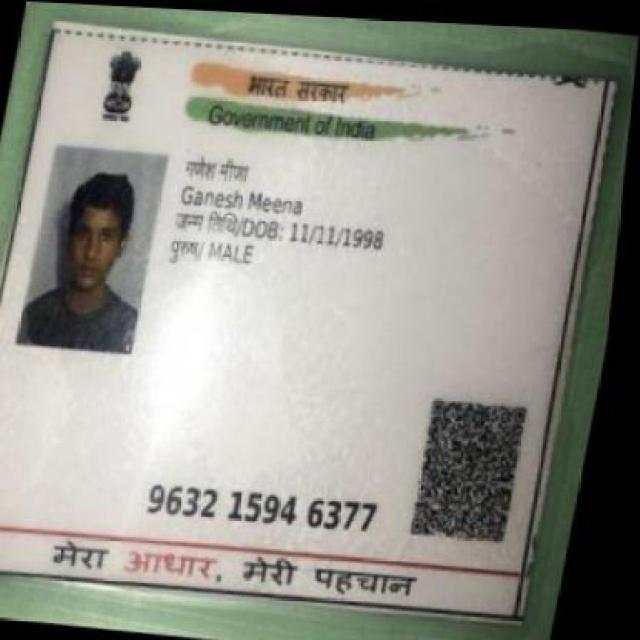 भारत सरकार
Government of India
गणेश मीणा
Ganesh Meena
जन्म तिथि/DOB: 11/11/1998
पुरुष/ MALE
9632 1594 6377
मेरा आधार, मेरी पहचान